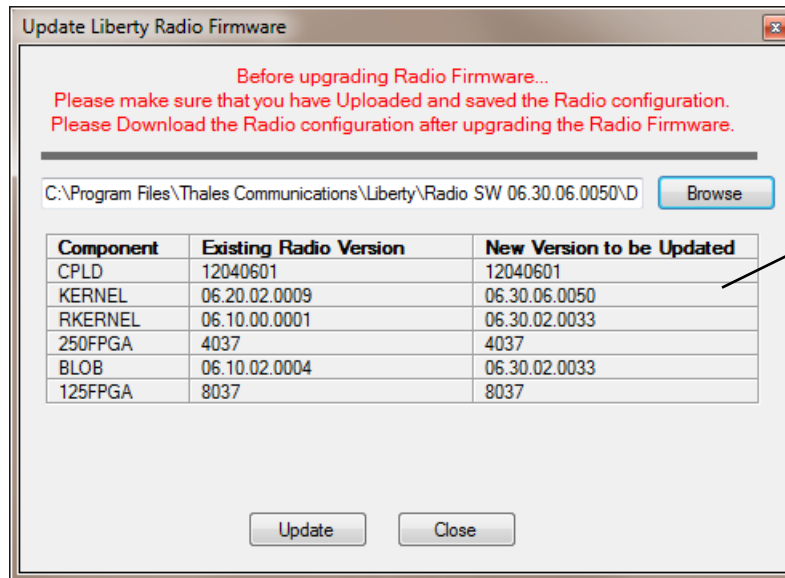 Update Liberty Radio Firmware
Before upgrading Radio Firmware...
Please make sure that you have Uploaded and saved the Radio configuration.
Please Download the Radio configuration after upgrading the Radio Firmware.
C:\Program Files\Thales Communications\Liberty\Radio SW 06.30.06.0050\D Browse
Component Existing Radio Version New Version to be Updated
CPLD 12040601 12040601
KERNEL 06.20.02.0009 06.30.06.0050
RKERNEL 06.10.00.0001 06.30.02.0033
250FPGA 4037 4037
BLOB 06.10.02.0004 06.30.02.0033
125FPGA 8037 8037
Update Close